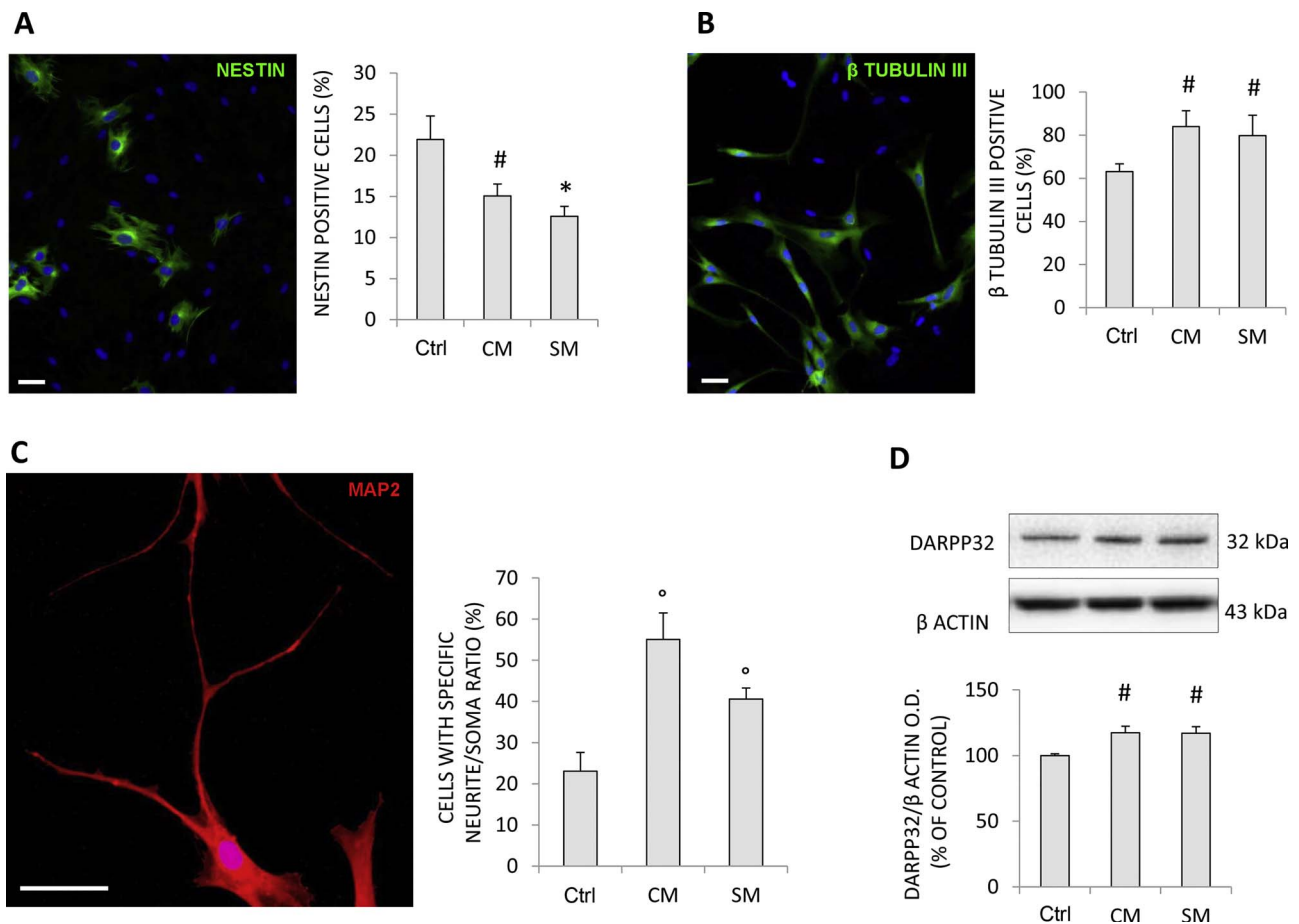 A
NESTIN
NESTIN POSITIVE CELLS (%)
30
25
20
15
10
5
0
#
*
Ctrl CM SM
B
β TUBULIN III
β TUBULIN III POSITIVE
CELLS (%)
100
80
60
40
20
0
# #
Ctrl CM SM
C
MAP2
CELLS WITH SPECIFIC
NEURITE/SOMA RATIO (%)
70
60
50
40
30
20
10
0
° °
Ctrl CM SM
D
DARPP32 32 kDa
β ACTIN 43 kDa
DARPP32/β ACTIN O.D.
(% OF CONTROL)
150
100
50
0
# #
Ctrl CM SM